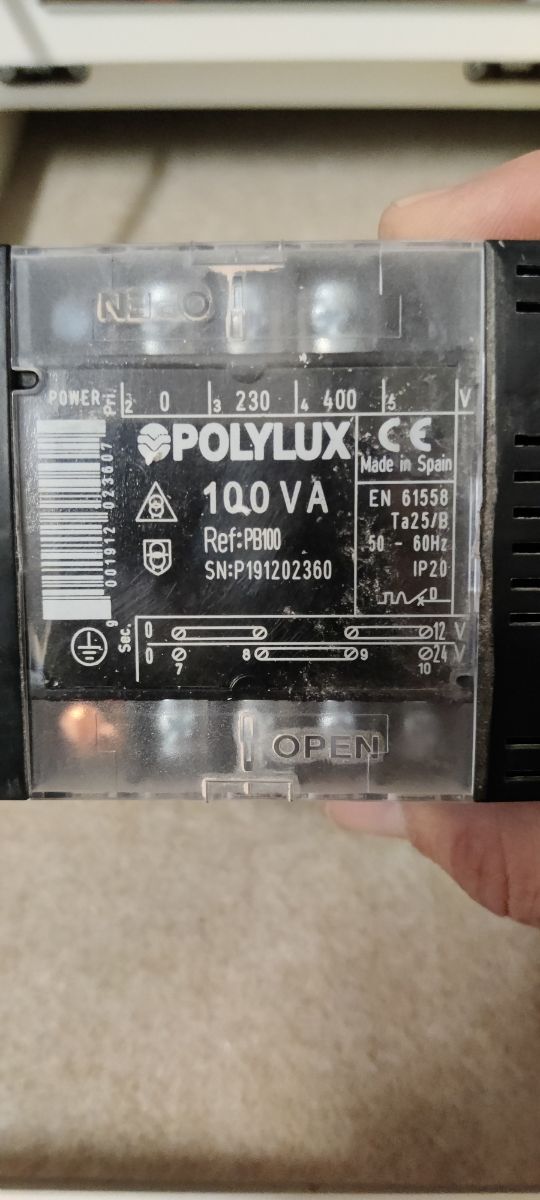 OPEN
POWER Pri. 2 0 3 230 4 400 5 V
POLYLUX CE
Made in Spain
100 VA
EN 61558
Ta25/B
Ref:PB100
50 - 60Hz
SN:P191202360
IP20
9 001912 023607
Sec. 0 12 V
0 7 8 9 10 24 V
OPEN